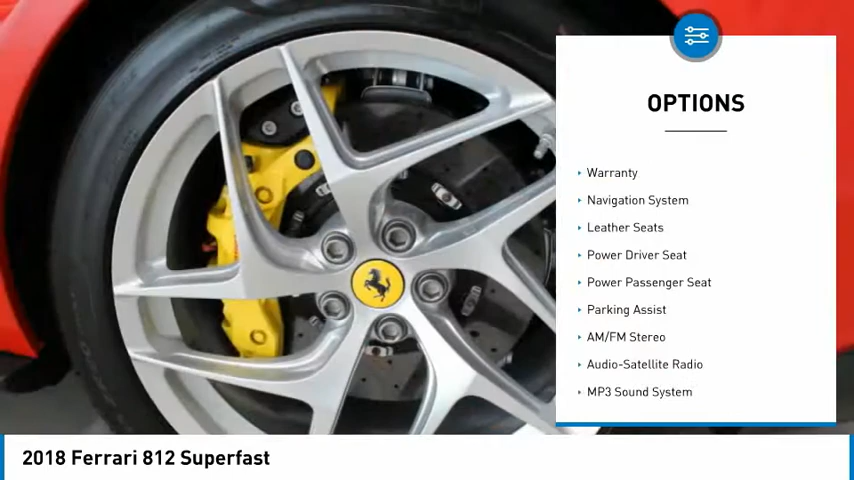 OPTIONS
Warranty
Navigation System
Leather Seats
Power Driver Seat
Power Passenger Seat
Parking Assist
AM/FM Stereo
Audio-Satellite Radio
MP3 Sound System
2018 Ferrari 812 Superfast